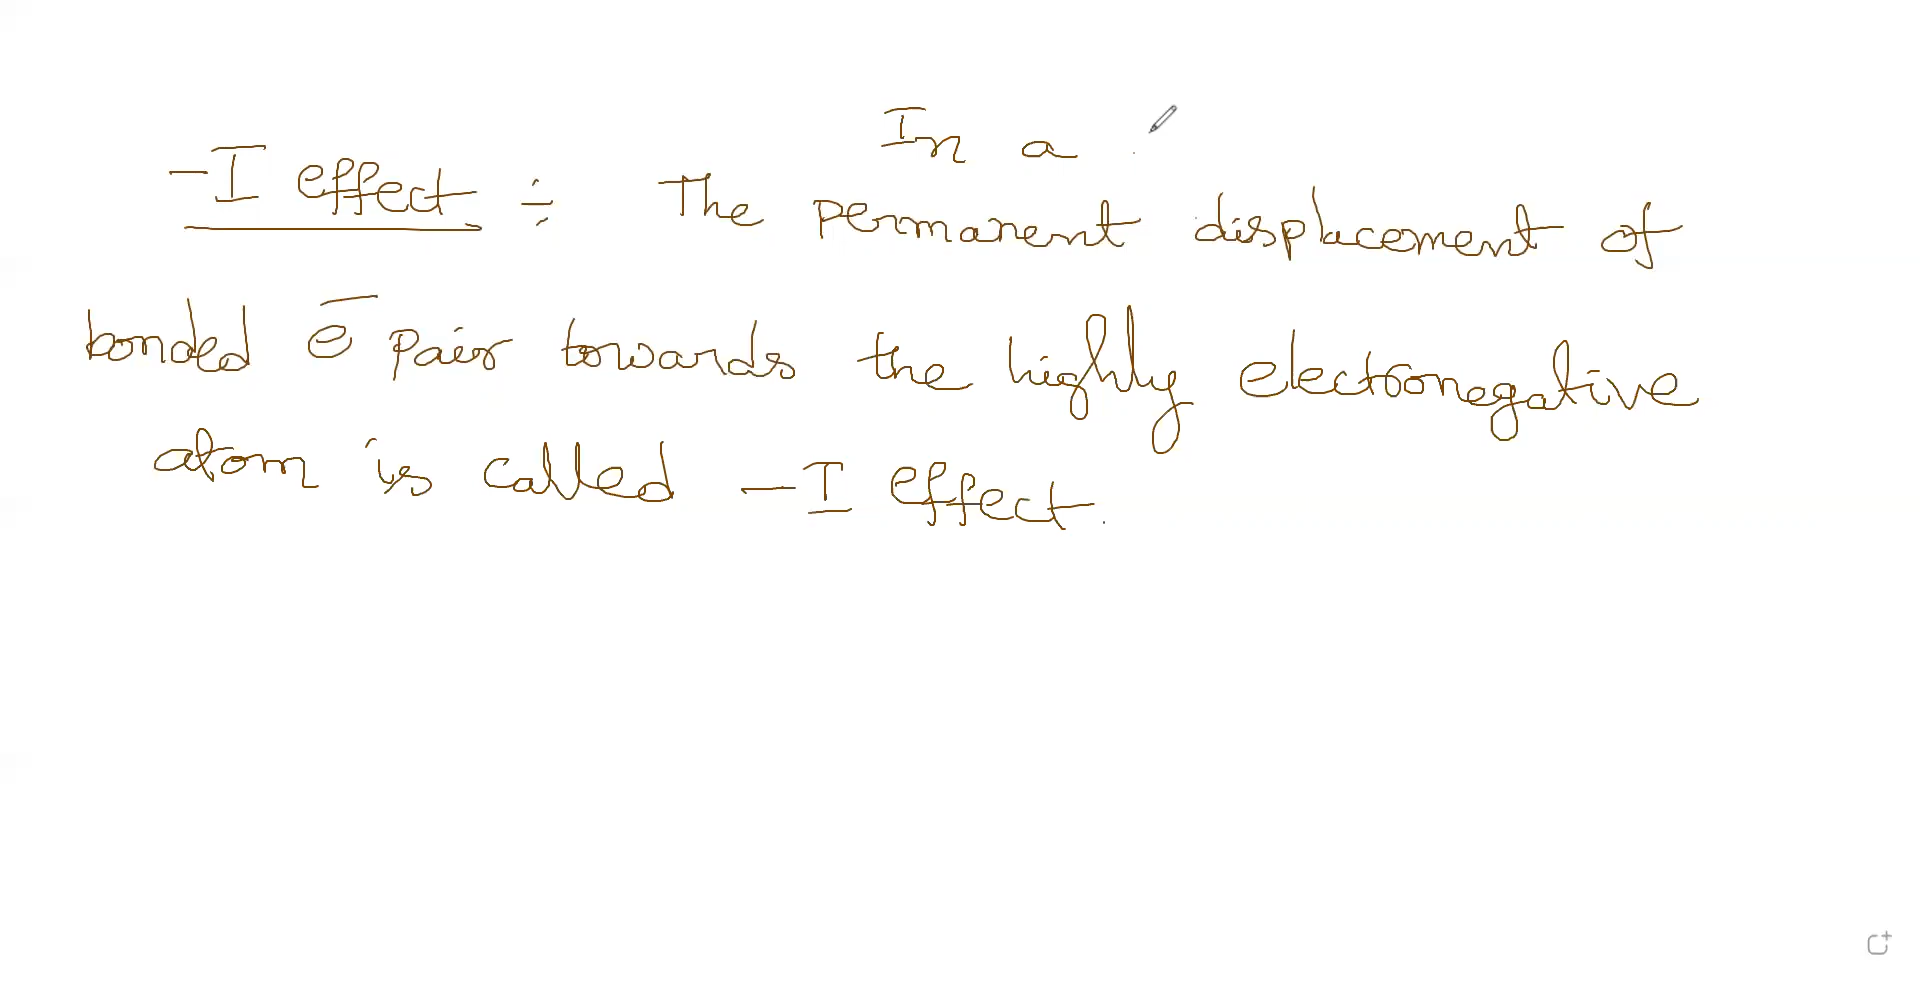 In a
-I effect ÷ The permanent displacement of
bonded e̅ pair towards the highly electronegative
atom is called -I effect.